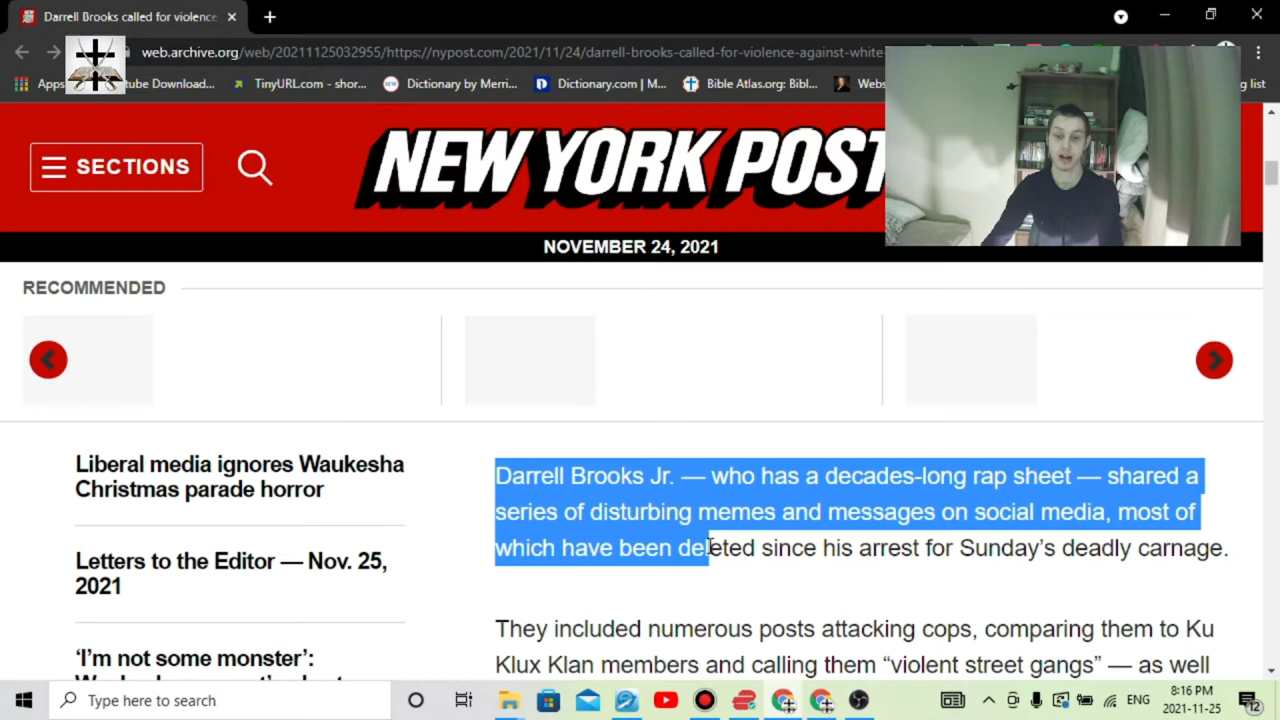 Darrell Brooks called for violence
web.archive.org/web/20211125032955/https://nypost.com/2021/11/24/darrell-brooks-called-for-violence-against-white-
Apps
tube Download...
TinyURL.com - shor...
Dictionary by Merri...
Dictionary.com | M...
Bible Atlas.org: Bibl...
Webs
ng list
SECTIONS
NEW YORK POST
NOVEMBER 24, 2021
RECOMMENDED
Liberal media ignores Waukesha
Christmas parade horror
Letters to the Editor — Nov. 25,
2021
‘I’m not some monster’:
Darrell Brooks Jr. — who has a decades-long rap sheet — shared a
series of disturbing memes and messages on social media, most of
which have been deleted since his arrest for Sunday’s deadly carnage.
They included numerous posts attacking cops, comparing them to Ku
Klux Klan members and calling them “violent street gangs” — as well
Type here to search
ENG
8:16 PM
2021-11-25
12